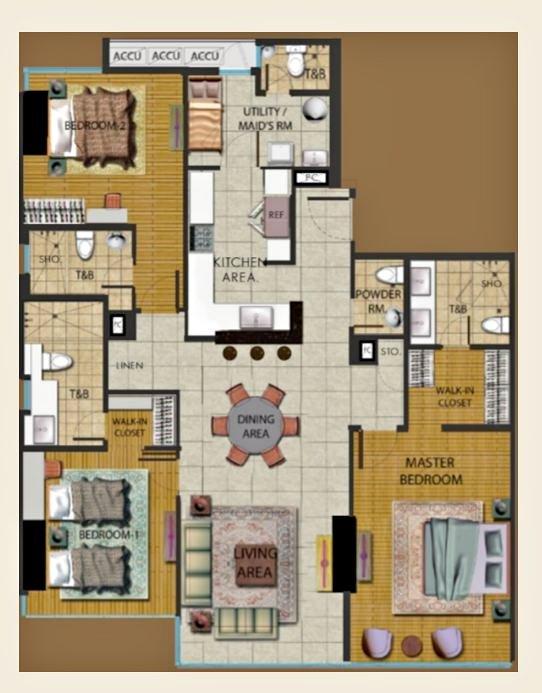 ACCU ACCU ACCU
T&B
BEDROOM-2
UTILITY /
MAID'S RM
P.C.
REF.
SHO.
T&B
KITCHEN
AREA.
POWDER
RM.
SHO.
T&B
PC
LINEN
PC
STO.
T&B
WALK-IN
CLOSET
WALK-IN
CLOSET
DINING
AREA
MASTER
BEDROOM
BEDROOM-1
LIVING
AREA